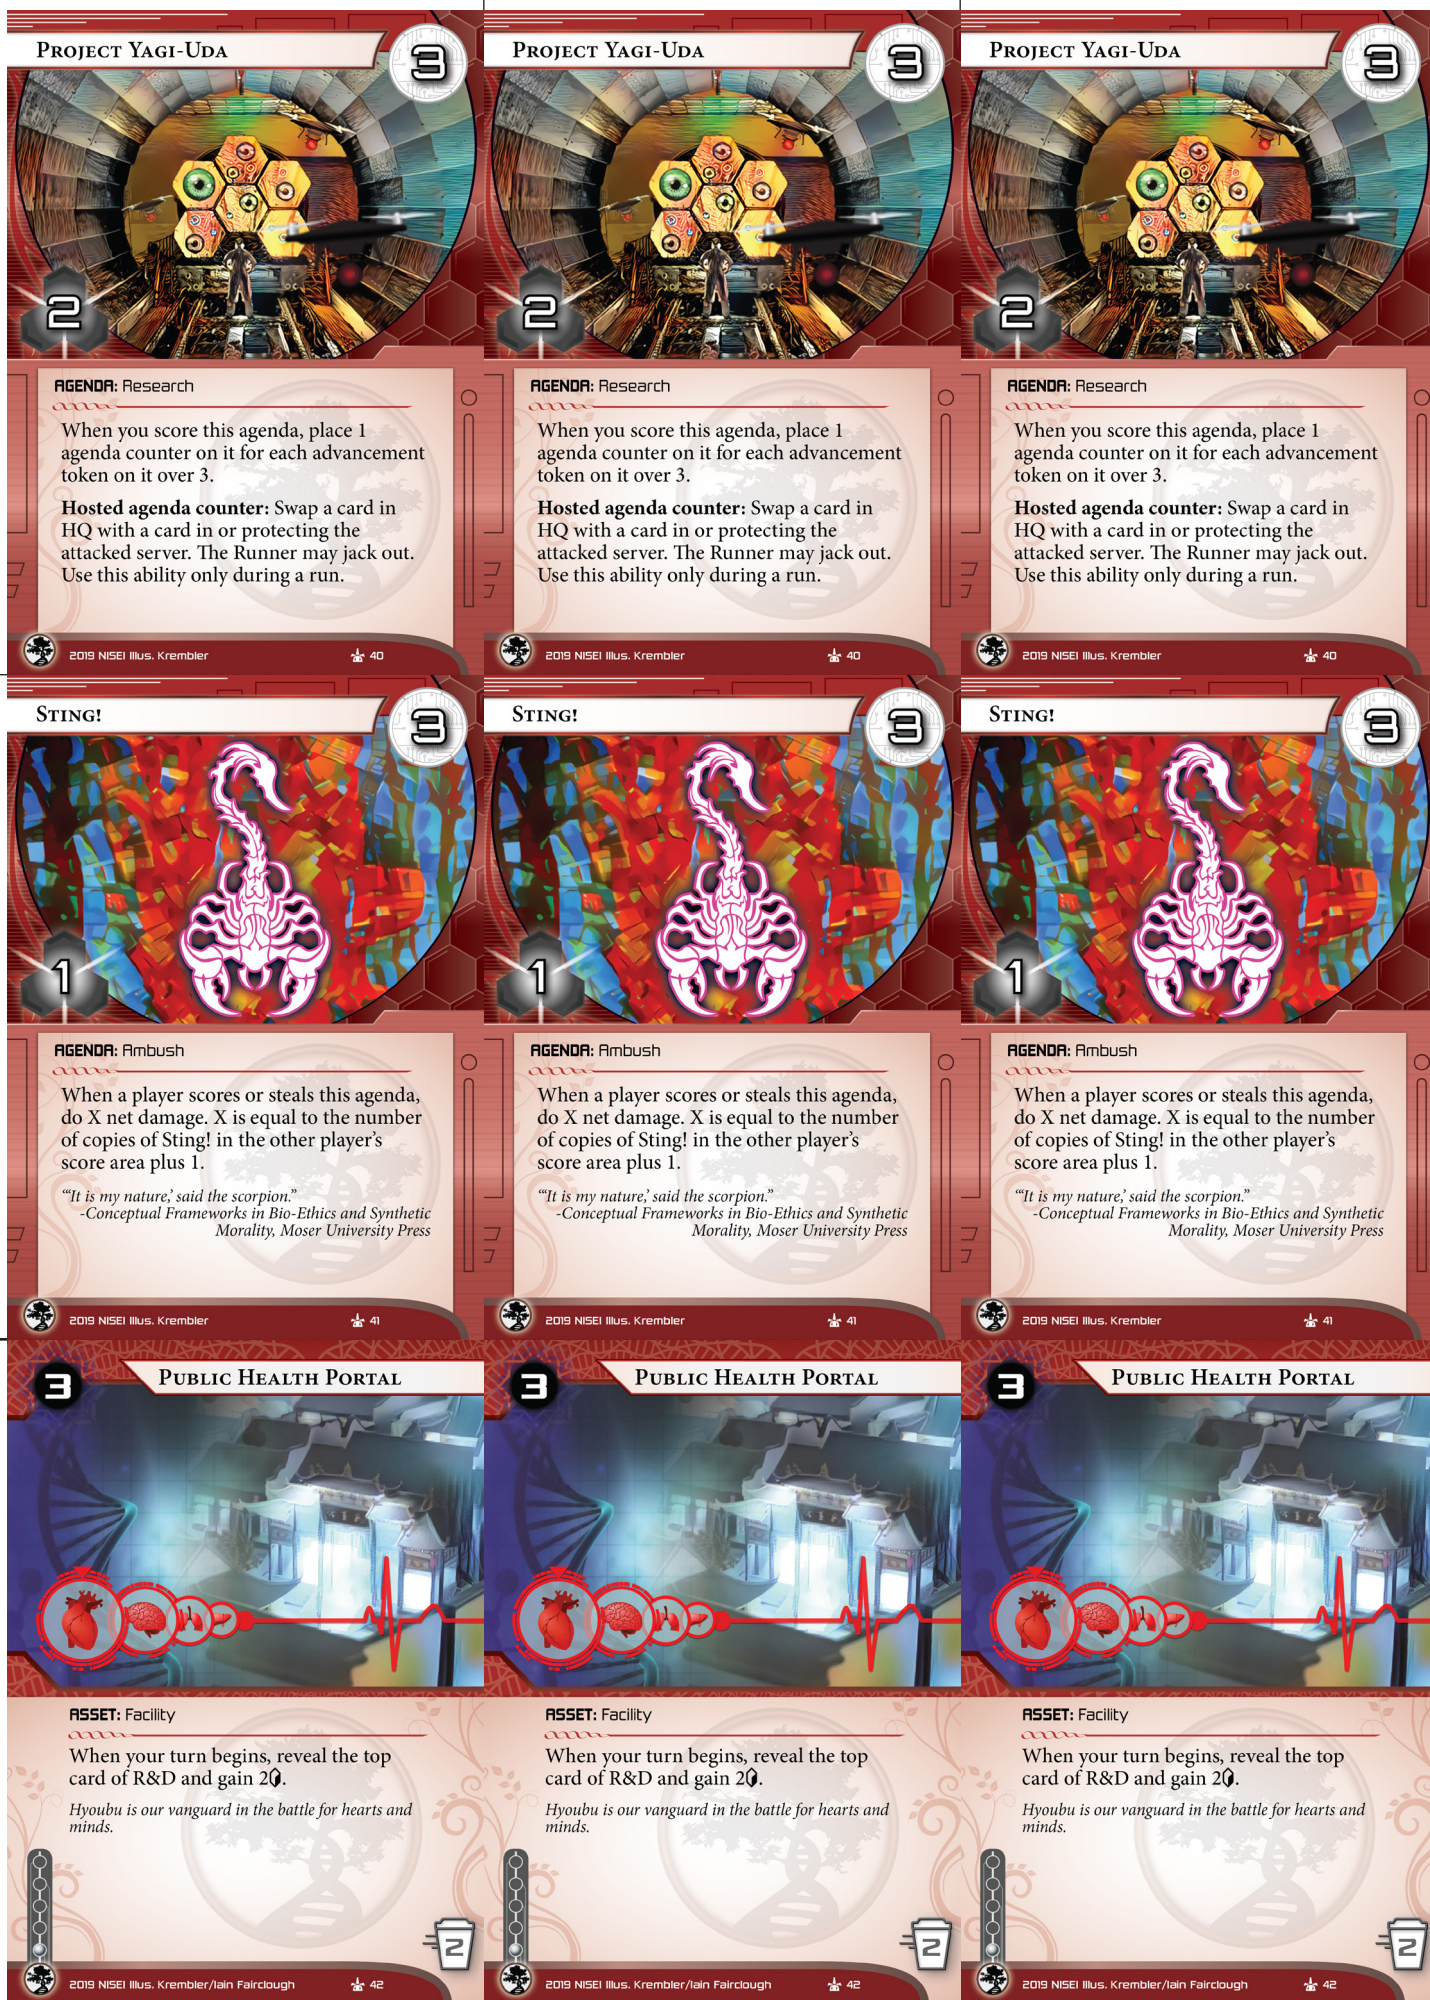 PROJECT YAGI-UDA
3
2
AGENDA: Research
When you score this agenda, place 1
agenda counter on it for each advancement
token on it over 3.
Hosted agenda counter: Swap a card in
HQ with a card in or protecting the
attacked server. The Runner may jack out.
Use this ability only during a run.
2019 NISEI Illus. Krembler
40
PROJECT YAGI-UDA
3
2
AGENDA: Research
When you score this agenda, place 1
agenda counter on it for each advancement
token on it over 3.
Hosted agenda counter: Swap a card in
HQ with a card in or protecting the
attacked server. The Runner may jack out.
Use this ability only during a run.
2019 NISEI Illus. Krembler
40
PROJECT YAGI-UDA
3
2
AGENDA: Research
When you score this agenda, place 1
agenda counter on it for each advancement
token on it over 3.
Hosted agenda counter: Swap a card in
HQ with a card in or protecting the
attacked server. The Runner may jack out.
Use this ability only during a run.
2019 NISEI Illus. Krembler
40
STING!
3
1
AGENDA: Ambush
When a player scores or steals this agenda,
do X net damage. X is equal to the number
of copies of Sting! in the other player's
score area plus 1.
"'It is my nature,' said the scorpion."
-Conceptual Frameworks in Bio-Ethics and Synthetic
Morality, Moser University Press
2019 NISEI Illus. Krembler
41
STING!
3
1
AGENDA: Ambush
When a player scores or steals this agenda,
do X net damage. X is equal to the number
of copies of Sting! in the other player's
score area plus 1.
"'It is my nature,' said the scorpion."
-Conceptual Frameworks in Bio-Ethics and Synthetic
Morality, Moser University Press
2019 NISEI Illus. Krembler
41
STING!
3
1
AGENDA: Ambush
When a player scores or steals this agenda,
do X net damage. X is equal to the number
of copies of Sting! in the other player's
score area plus 1.
"'It is my nature,' said the scorpion."
-Conceptual Frameworks in Bio-Ethics and Synthetic
Morality, Moser University Press
2019 NISEI Illus. Krembler
41
3
PUBLIC HEALTH PORTAL
ASSET: Facility
When your turn begins, reveal the top
card of R&D and gain 2.
Hyoubu is our vanguard in the battle for hearts and
minds.
2
2019 NISEI Illus. Krembler/Iain Fairclough
42
3
PUBLIC HEALTH PORTAL
ASSET: Facility
When your turn begins, reveal the top
card of R&D and gain 2.
Hyoubu is our vanguard in the battle for hearts and
minds.
2
2019 NISEI Illus. Krembler/Iain Fairclough
42
3
PUBLIC HEALTH PORTAL
ASSET: Facility
When your turn begins, reveal the top
card of R&D and gain 2.
Hyoubu is our vanguard in the battle for hearts and
minds.
2
2019 NISEI Illus. Krembler/Iain Fairclough
42